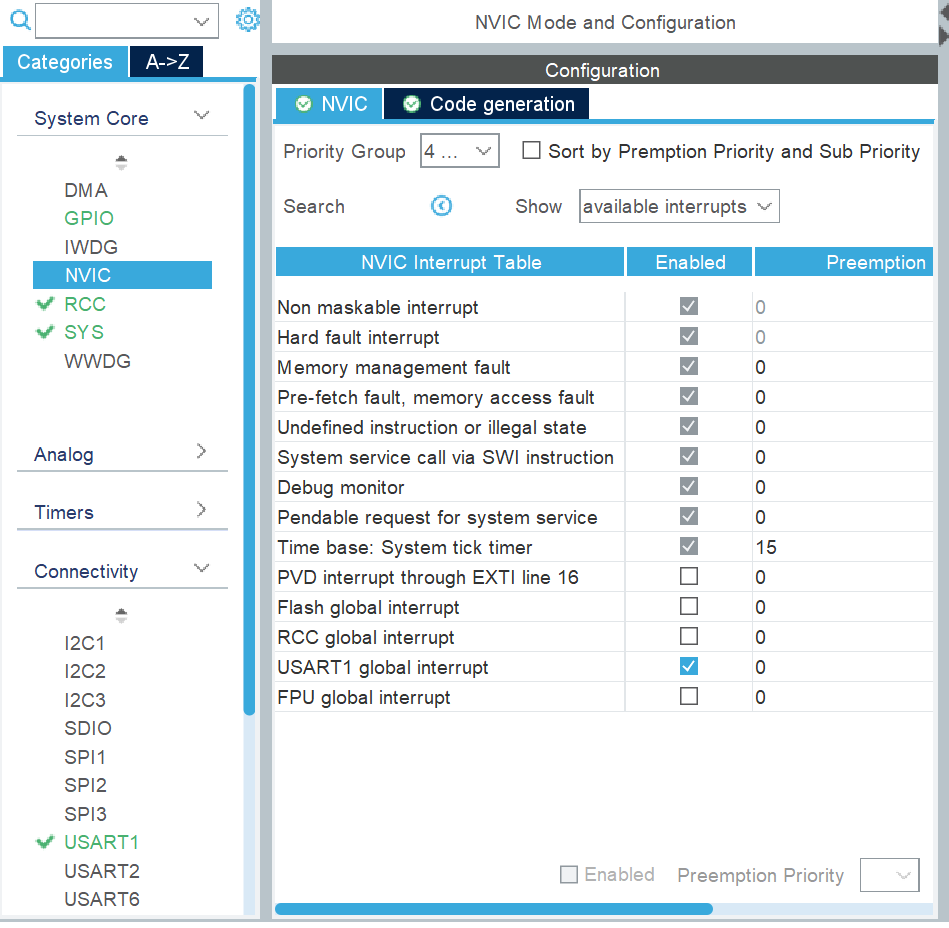 NVIC Mode and Configuration
Categories
A->Z
System Core
DMA
GPIO
IWDG
NVIC
RCC
SYS
WWDG
Analog
Timers
Connectivity
I2C1
I2C2
I2C3
SDIO
SPI1
SPI2
SPI3
USART1
USART2
USART6
Configuration
NVIC
Code generation
Priority Group 4 ... Sort by Premption Priority and Sub Priority
Search Show available interrupts
NVIC Interrupt Table Enabled Preemption
Non maskable interrupt 0
Hard fault interrupt 0
Memory management fault 0
Pre-fetch fault, memory access fault 0
Undefined instruction or illegal state 0
System service call via SWI instruction 0
Debug monitor 0
Pendable request for system service 0
Time base: System tick timer 15
PVD interrupt through EXTI line 16 0
Flash global interrupt 0
RCC global interrupt 0
USART1 global interrupt 0
FPU global interrupt 0
Enabled Preemption Priority